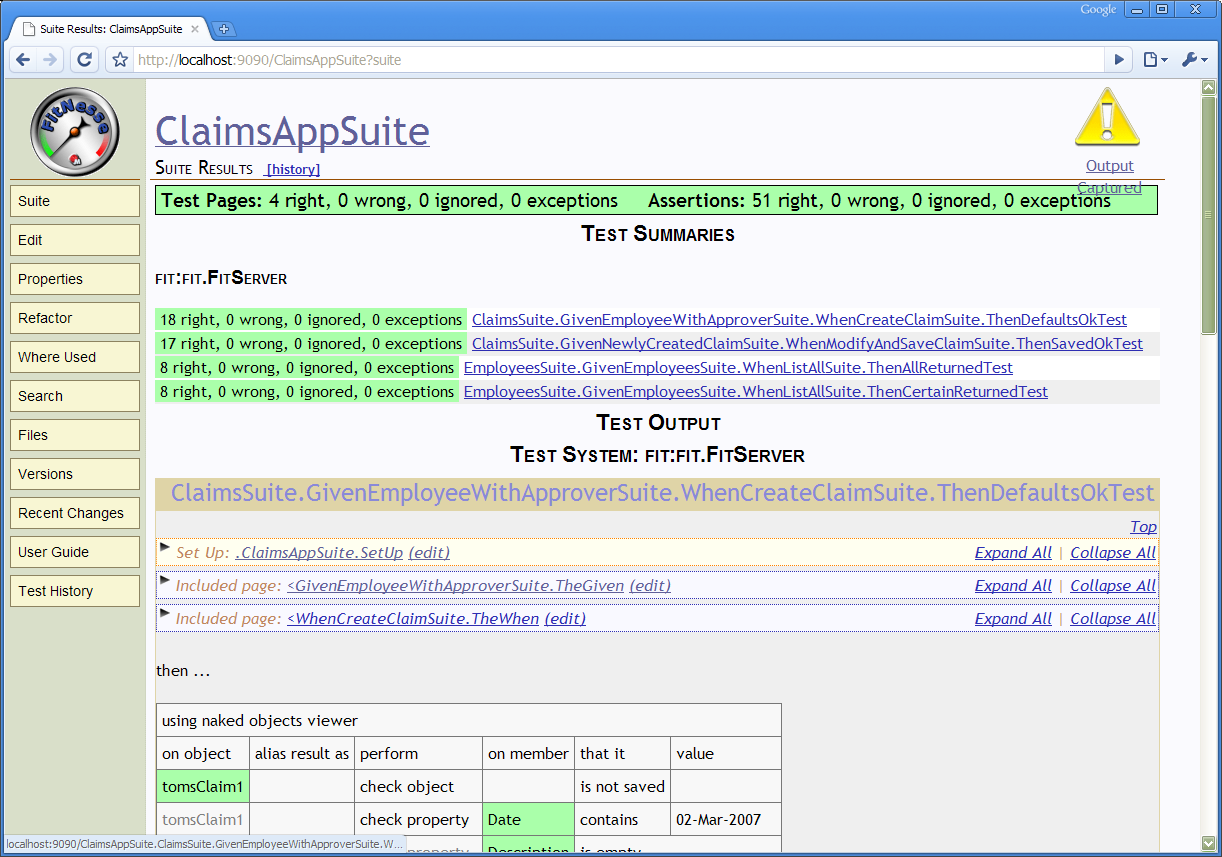 Google
Suite Results: ClaimsAppSuite
http://localhost:9090/ClaimsAppSuite?suite
FitNesse
ClaimsAppSuite
Output Captured
Suite Results [history]
Test Pages: 4 right, 0 wrong, 0 ignored, 0 exceptions Assertions: 51 right, 0 wrong, 0 ignored, 0 exceptions
Suite
Edit
Properties
Refactor
Where Used
Search
Files
Versions
Recent Changes
User Guide
Test History
Test Summaries
fit:fit.FitServer
18 right, 0 wrong, 0 ignored, 0 exceptions ClaimsSuite.GivenEmployeeWithApproverSuite.WhenCreateClaimSuite.ThenDefaultsOkTest
17 right, 0 wrong, 0 ignored, 0 exceptions ClaimsSuite.GivenNewlyCreatedClaimSuite.WhenModifyAndSaveClaimSuite.ThenSavedOkTest
8 right, 0 wrong, 0 ignored, 0 exceptions EmployeesSuite.GivenEmployeesSuite.WhenListAllSuite.ThenAllReturnedTest
8 right, 0 wrong, 0 ignored, 0 exceptions EmployeesSuite.GivenEmployeesSuite.WhenListAllSuite.ThenCertainReturnedTest
Test Output
Test System: fit:fit.FitServer
ClaimsSuite.GivenEmployeeWithApproverSuite.WhenCreateClaimSuite.ThenDefaultsOkTest
Top
Set Up: .ClaimsAppSuite.SetUp (edit) Expand All | Collapse All
Included page: <GivenEmployeeWithApproverSuite.TheGiven (edit) Expand All | Collapse All
Included page: <WhenCreateClaimSuite.TheWhen (edit) Expand All | Collapse All
then ...
using naked objects viewer
on object alias result as perform on member that it value
tomsClaim1 check object is not saved
tomsClaim1 check property Date contains 02-Mar-2007
property Description is empty
localhost:9090/ClaimsAppSuite.ClaimsSuite.GivenEmployeeWithApproverSuite.W...